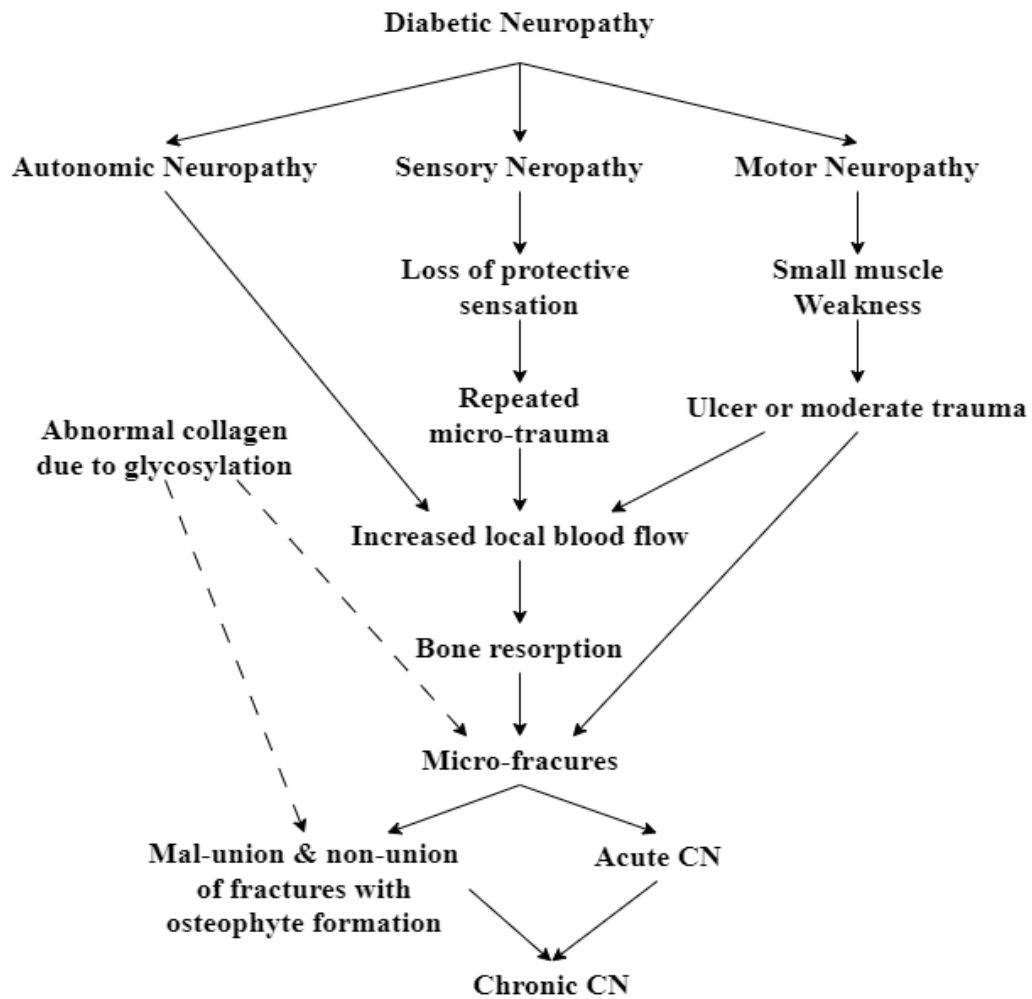 Diabetic Neuropathy
Autonomic Neuropathy
Sensory Neropathy
Motor Neuropathy
Loss of protective
sensation
Small muscle
Weakness
Repeated
micro-trauma
Ulcer or moderate trauma
Abnormal collagen
due to glycosylation
Increased local blood flow
Bone resorption
Micro-fracures
Mal-union & non-union
of fractures with
osteophyte formation
Acute CN
Chronic CN